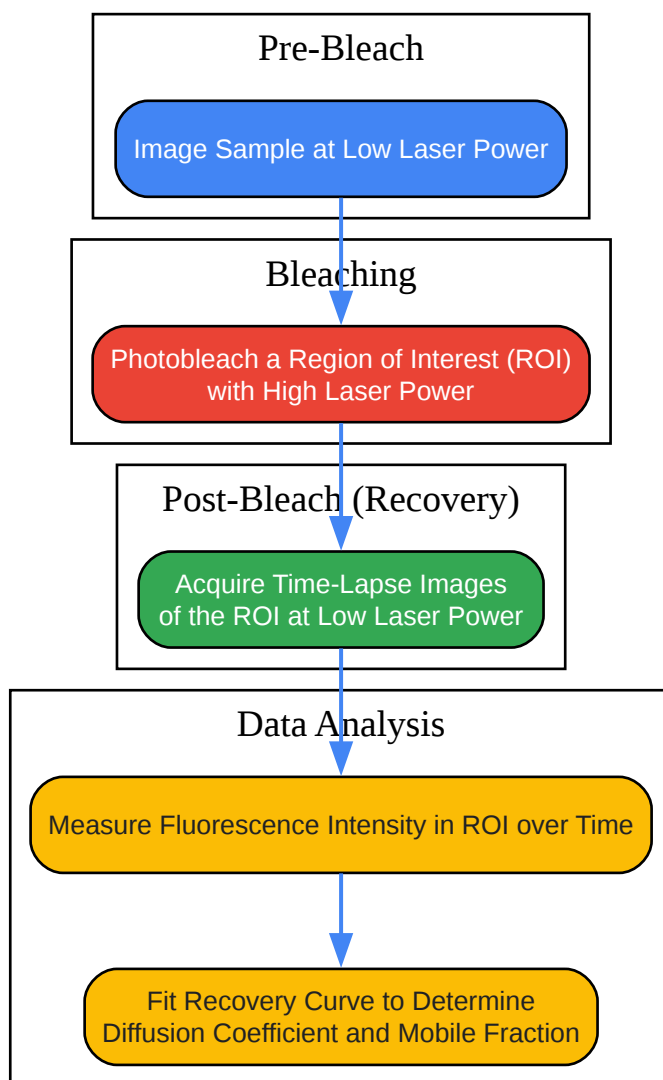 Pre-Bleach
Image Sample at Low Laser Power
Bleaching
Photobleach a Region of Interest (ROI)
with High Laser Power
Post-Bleach (Recovery)
Acquire Time-Lapse Images
of the ROI at Low Laser Power
Data Analysis
Measure Fluorescence Intensity in ROI over Time
Fit Recovery Curve to Determine
Diffusion Coefficient and Mobile Fraction